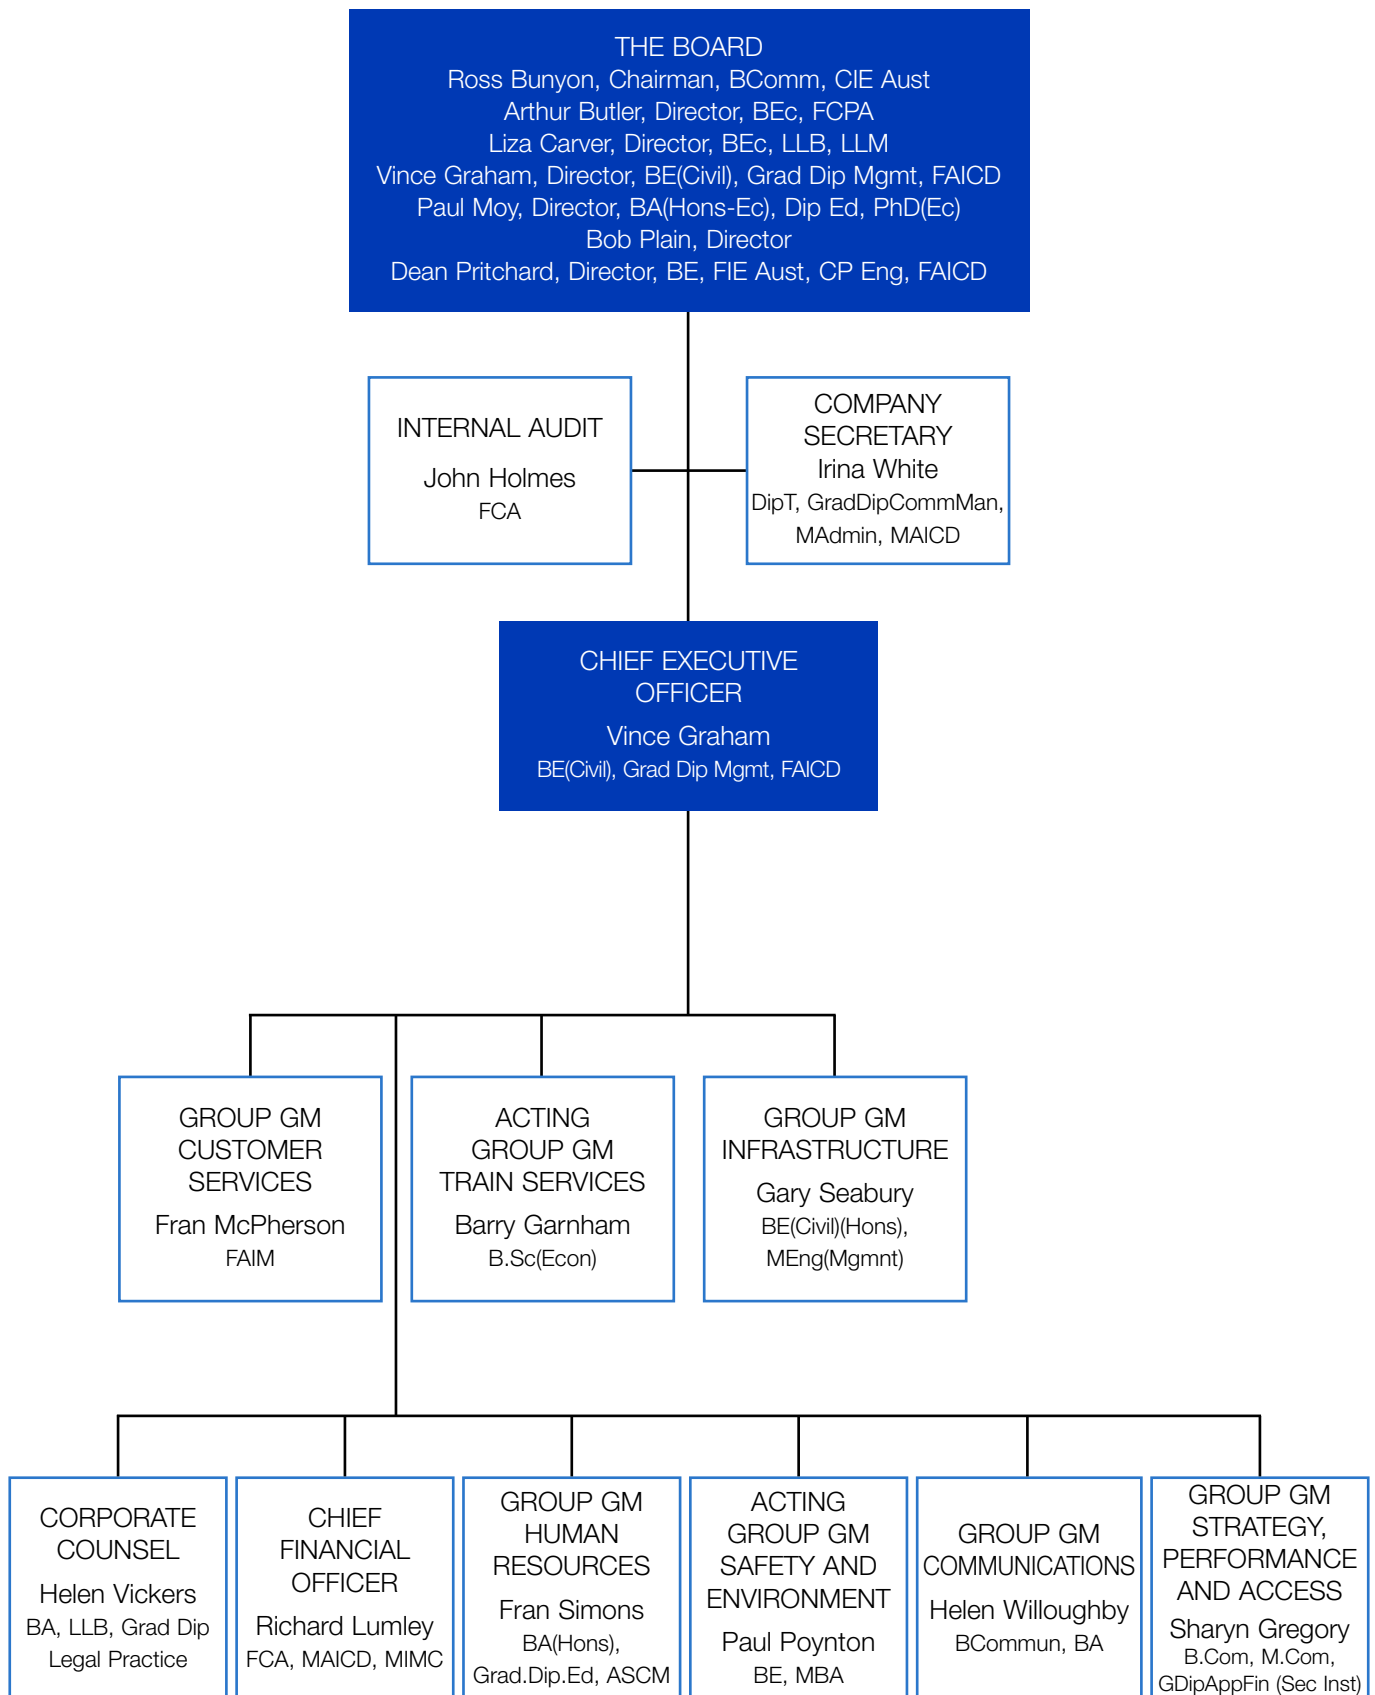 THE BOARD
Ross Bunyon, Chairman, BComm, CIE Aust
Arthur Butler, Director, BEc, FCPA
Liza Carver, Director, BEc, LLB, LLM
Vince Graham, Director, BE(Civil), Grad Dip Mgmt, FAICD
Paul Moy, Director, BA(Hons-Ec), Dip Ed, PhD(Ec)
Bob Plain, Director
Dean Pritchard, Director, BE, FIE Aust, CP Eng, FAICD
INTERNAL AUDIT
John Holmes
FCA
COMPANY
SECRETARY
Irina White
DipT, GradDipCommMan,
MAdmin, MAICD
CHIEF EXECUTIVE
OFFICER
Vince Graham
BE(Civil), Grad Dip Mgmt, FAICD
GROUP GM
CUSTOMER
SERVICES
Fran McPherson
FAIM
ACTING
GROUP GM
TRAIN SERVICES
Barry Garnham
B.Sc(Econ)
GROUP GM
INFRASTRUCTURE
Gary Seabury
BE(Civil)(Hons),
MEng(Mgmnt)
CORPORATE
COUNSEL
Helen Vickers
BA, LLB, Grad Dip
Legal Practice
CHIEF
FINANCIAL
OFFICER
Richard Lumley
FCA, MAICD, MIMC
GROUP GM
HUMAN
RESOURCES
Fran Simons
BA(Hons),
Grad.Dip.Ed, ASCM
ACTING
GROUP GM
SAFETY AND
ENVIRONMENT
Paul Poynton
BE, MBA
GROUP GM
COMMUNICATIONS
Helen Willoughby
BCommun, BA
GROUP GM
STRATEGY,
PERFORMANCE
AND ACCESS
Sharyn Gregory
B.Com, M.Com,
GDipAppFin (Sec Inst)